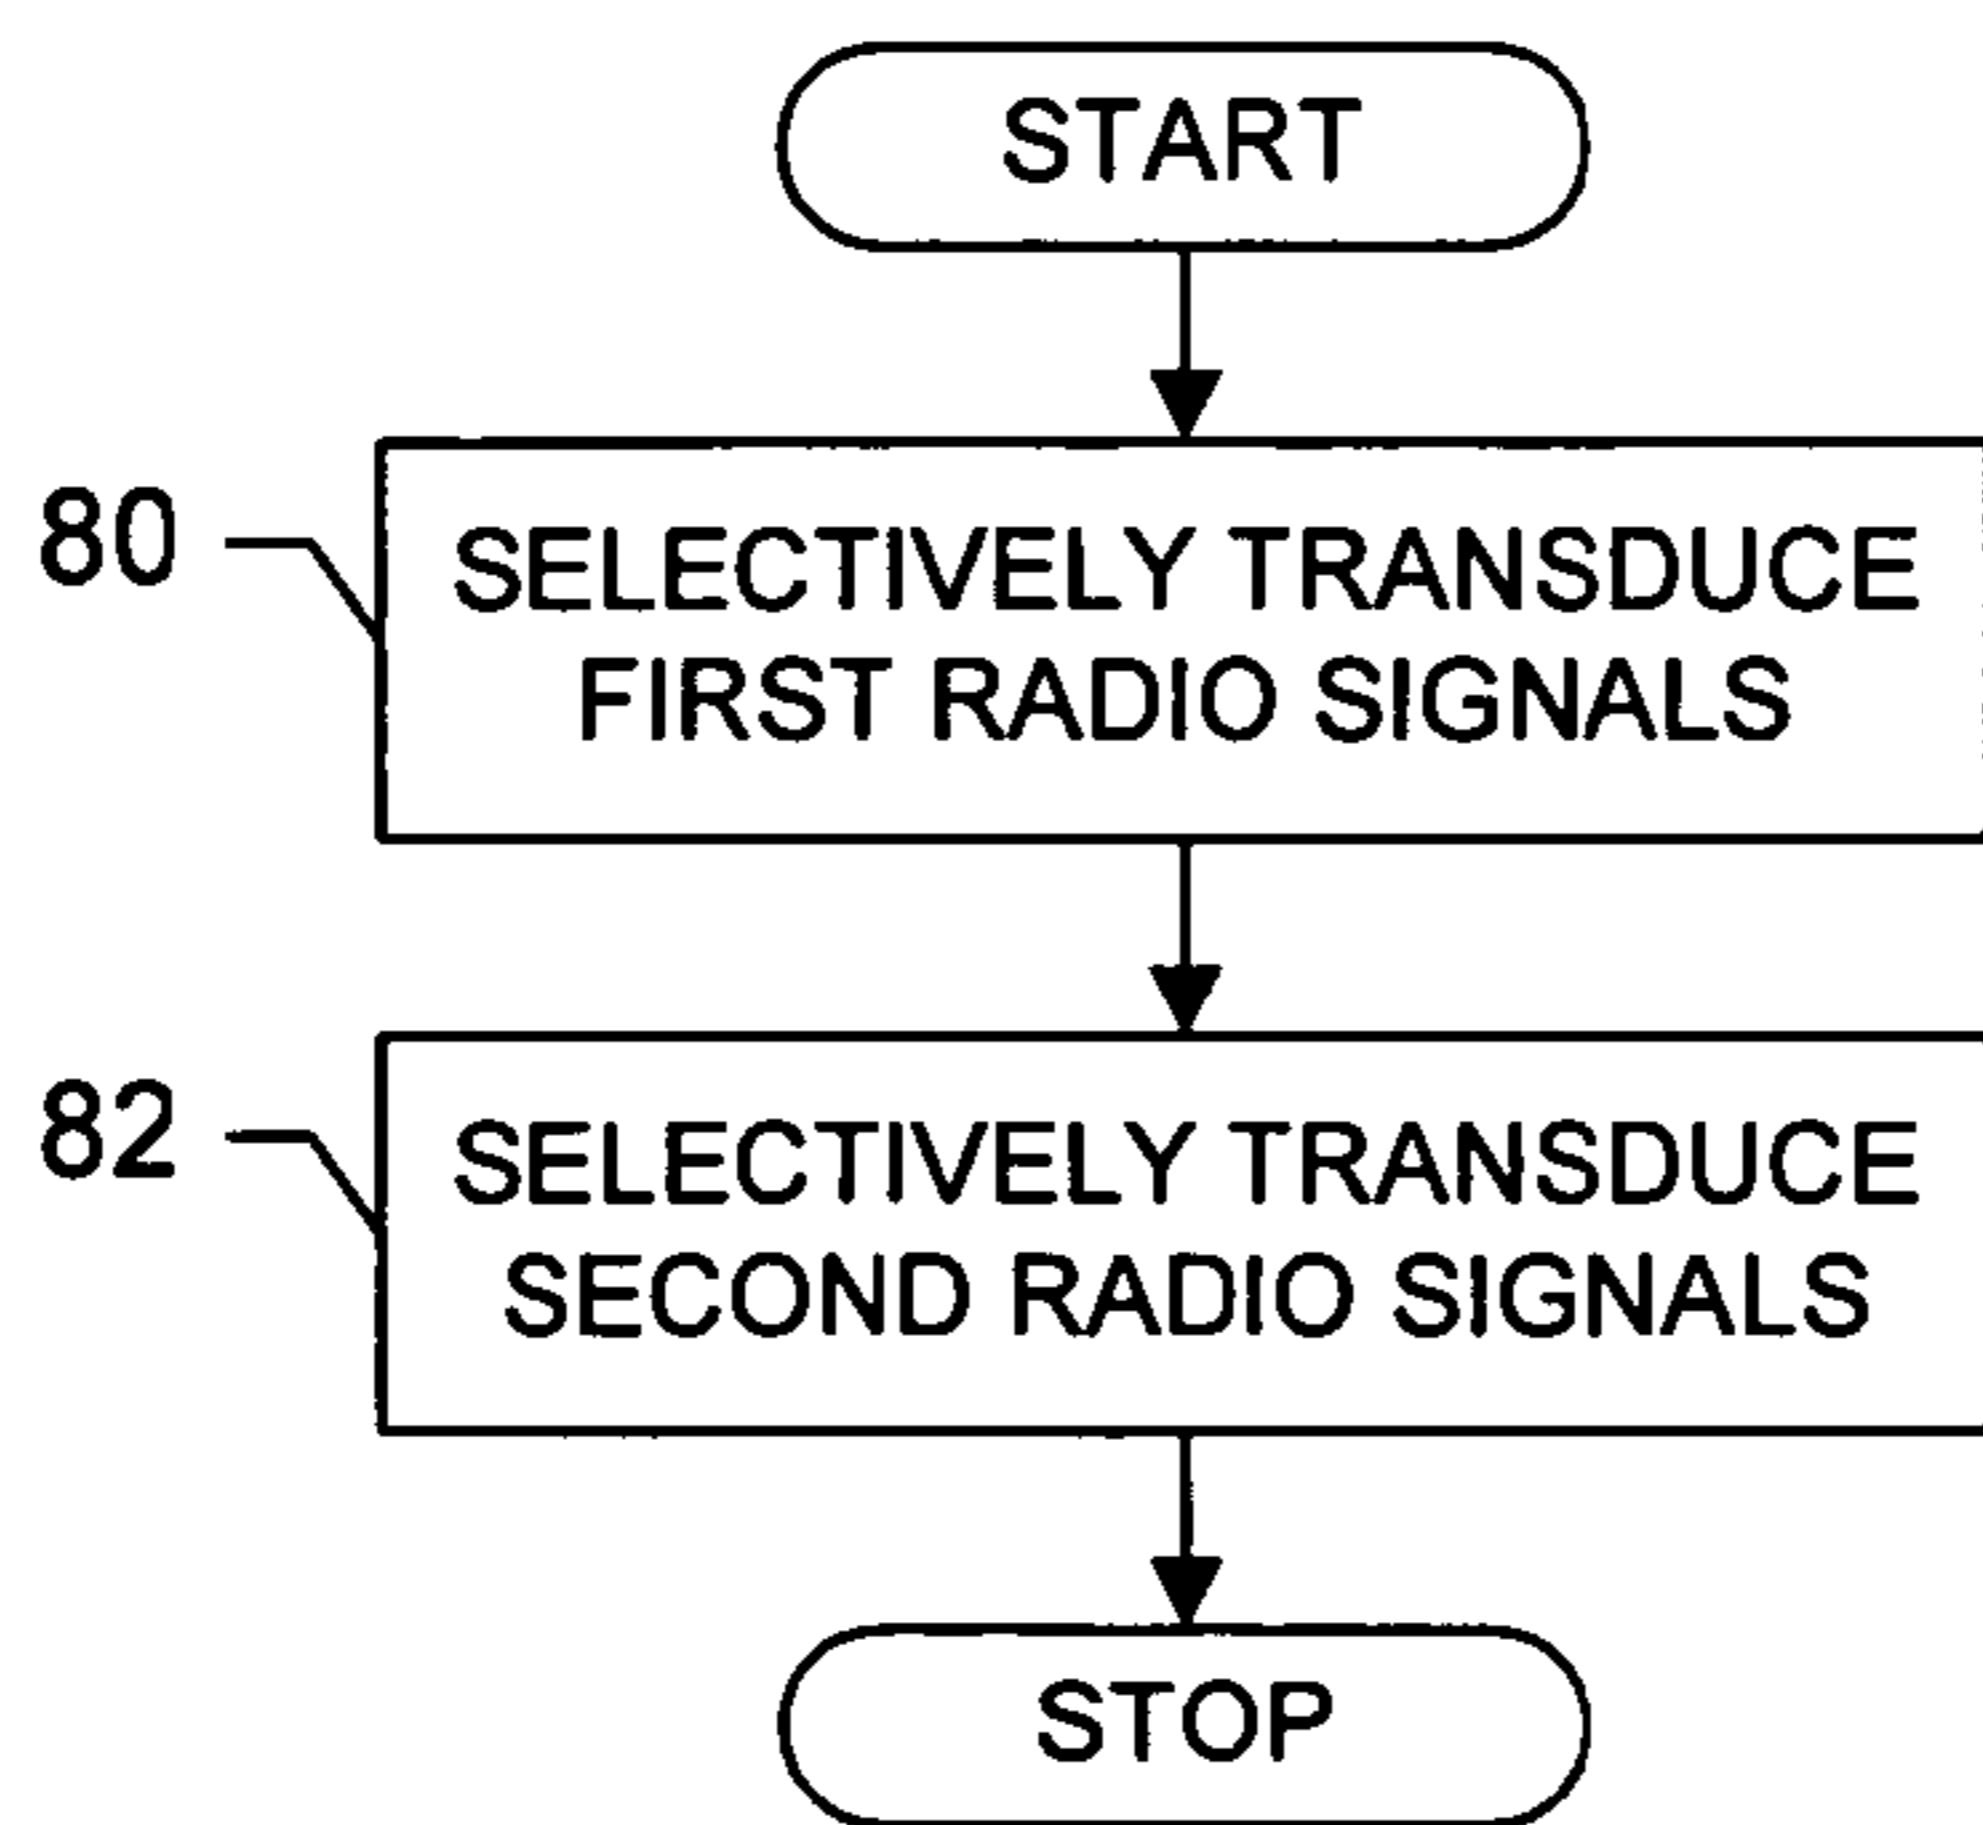 START
80
SELECTIVELY TRANSDUCE
FIRST RADIO SIGNALS
82
SELECTIVELY TRANSDUCE
SECOND RADIO SIGNALS
STOP